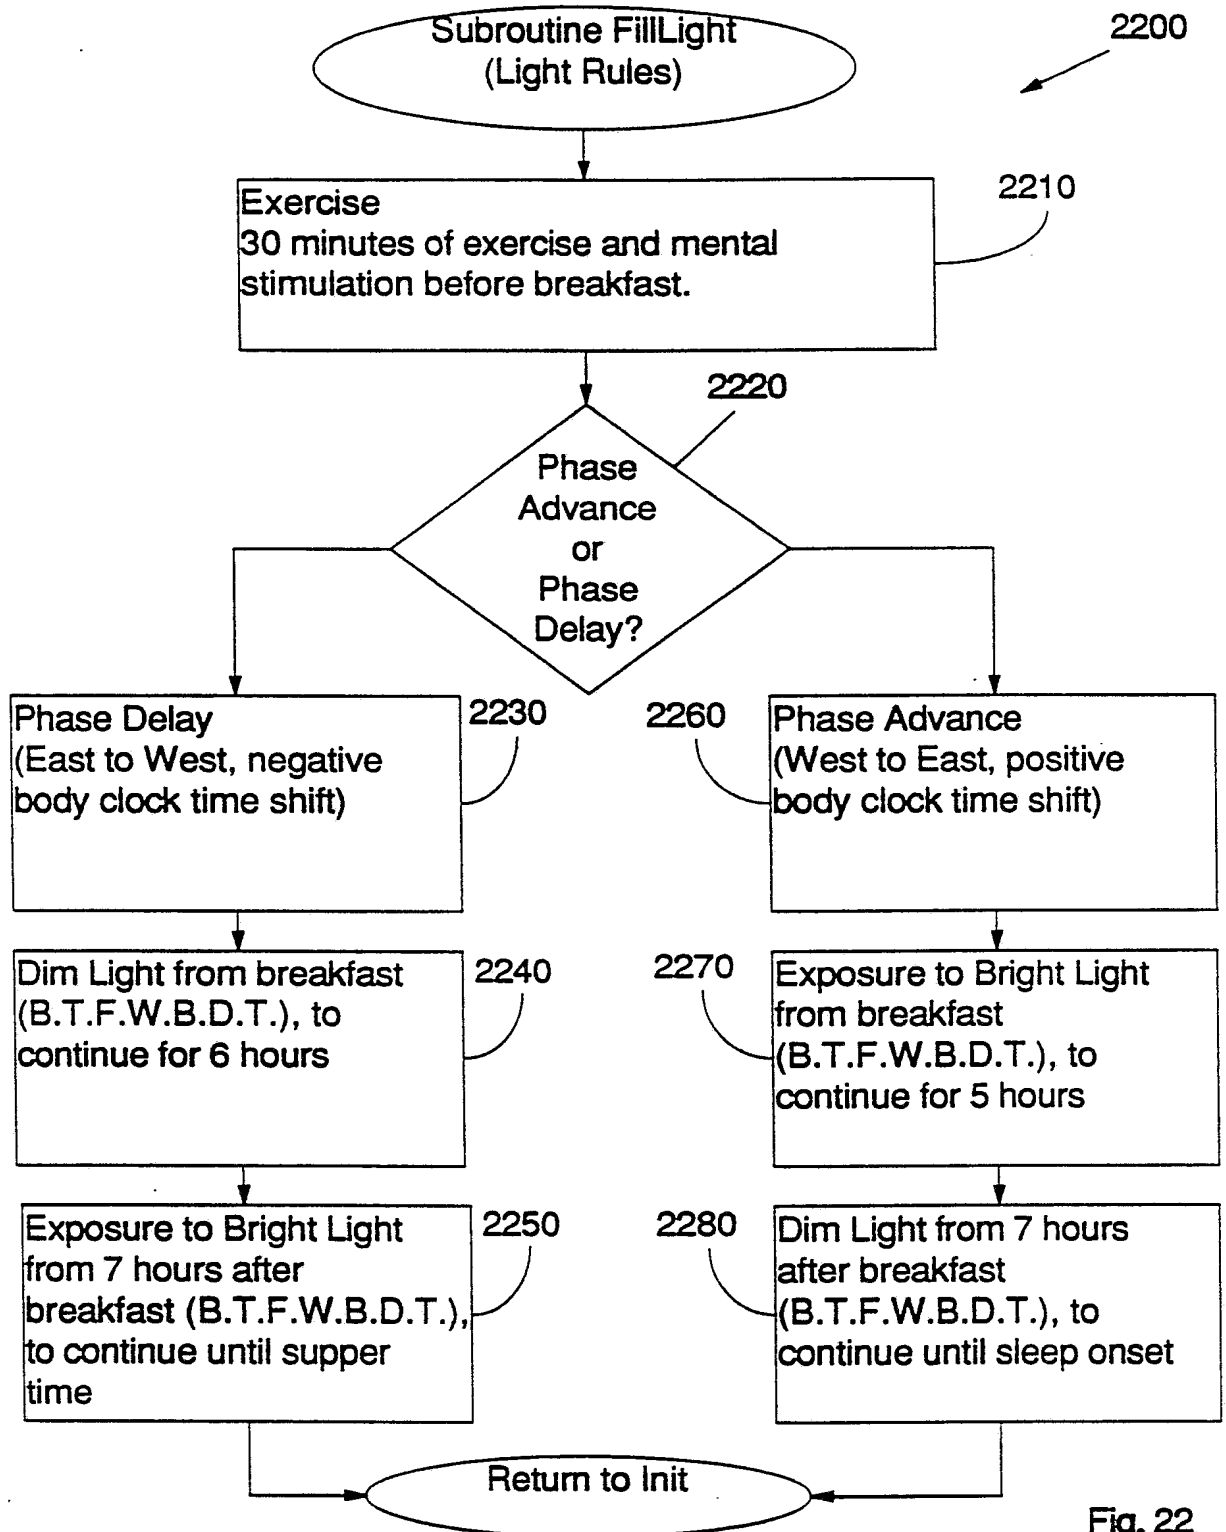 Subroutine FillLight
(Light Rules)
2200
Exercise
30 minutes of exercise and mental
stimulation before breakfast.
2210
2220
Phase
Advance
or
Phase
Delay?
Phase Delay
(East to West, negative
body clock time shift)
2230
2260
Phase Advance
(West to East, positive
body clock time shift)
Dim Light from breakfast
(B.T.F.W.B.D.T.), to
continue for 6 hours
2240
2270
Exposure to Bright Light
from breakfast
(B.T.F.W.B.D.T.), to
continue for 5 hours
Exposure to Bright Light
from 7 hours after
breakfast (B.T.F.W.B.D.T.),
to continue until supper
time
2250
2280
Dim Light from 7 hours
after breakfast
(B.T.F.W.B.D.T.), to
continue until sleep onset
Return to Init
Fig. 22